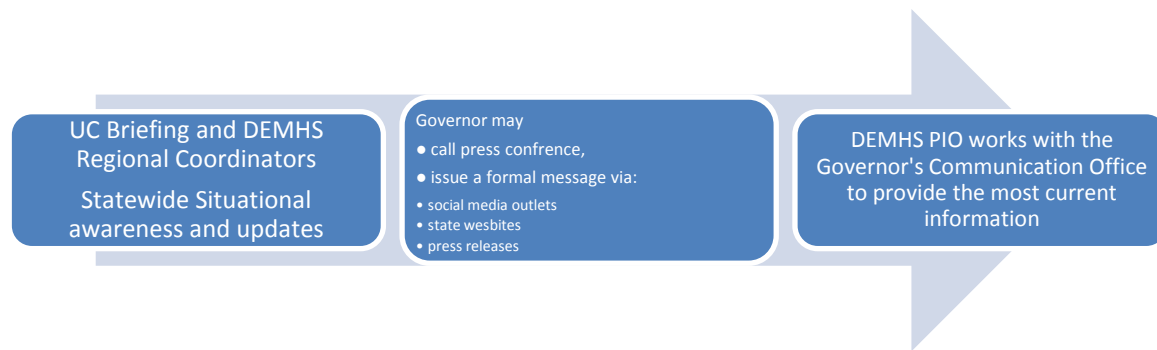 UC Briefing and DEMHS
Regional Coordinators
Statewide Situational
awareness and updates
Governor may
● call press confrence,
● issue a formal message via:
• social media outlets
• state wesbites
• press releases
DEMHS PIO works with the
Governor's Communication Office
to provide the most current
information